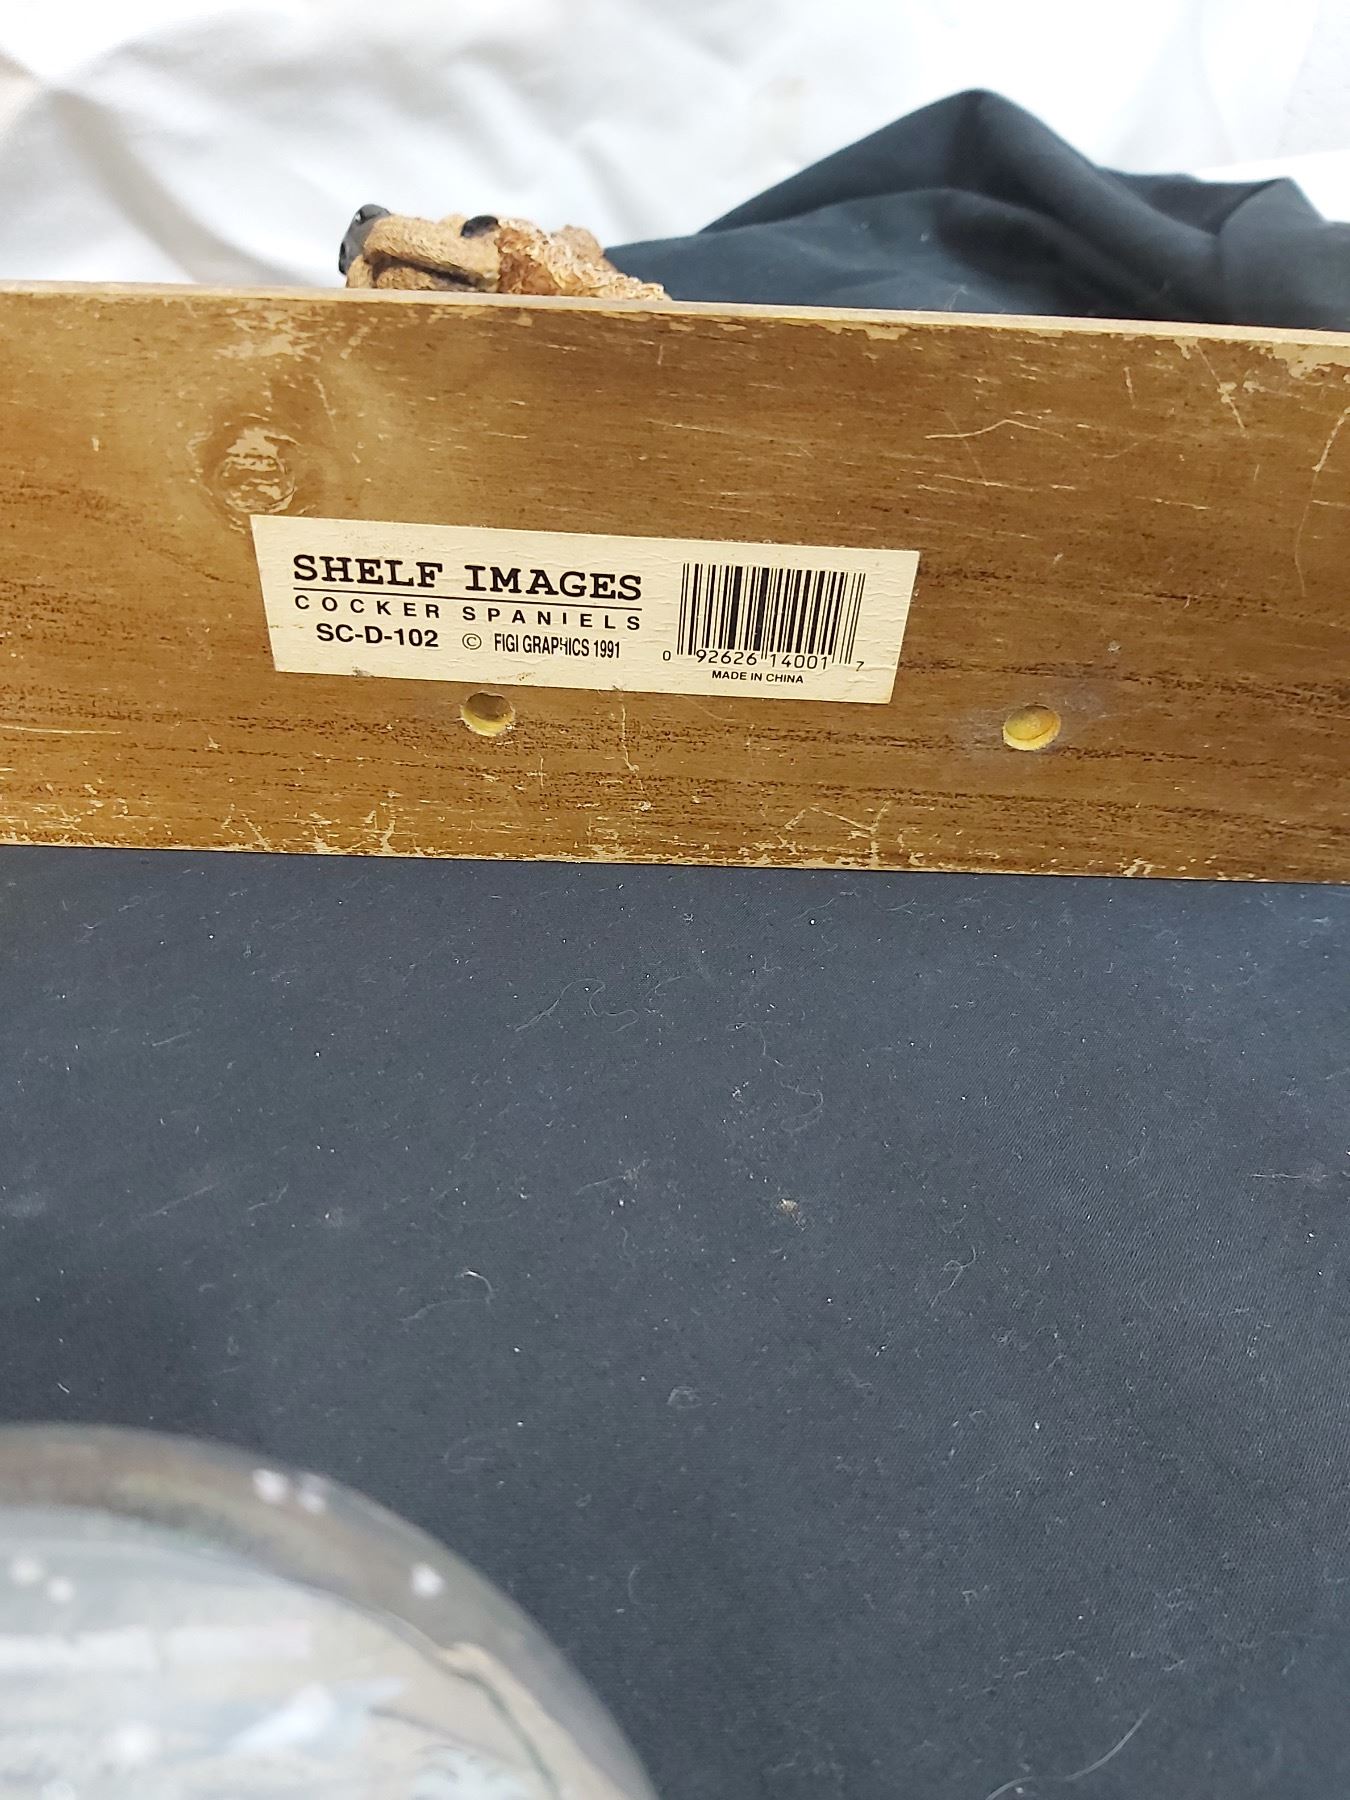 SHELF IMAGES
COCKER SPANIELS
SC-D-102 © FIGI GRAPHICS 1991
0 92626 14001 7
MADE IN CHINA